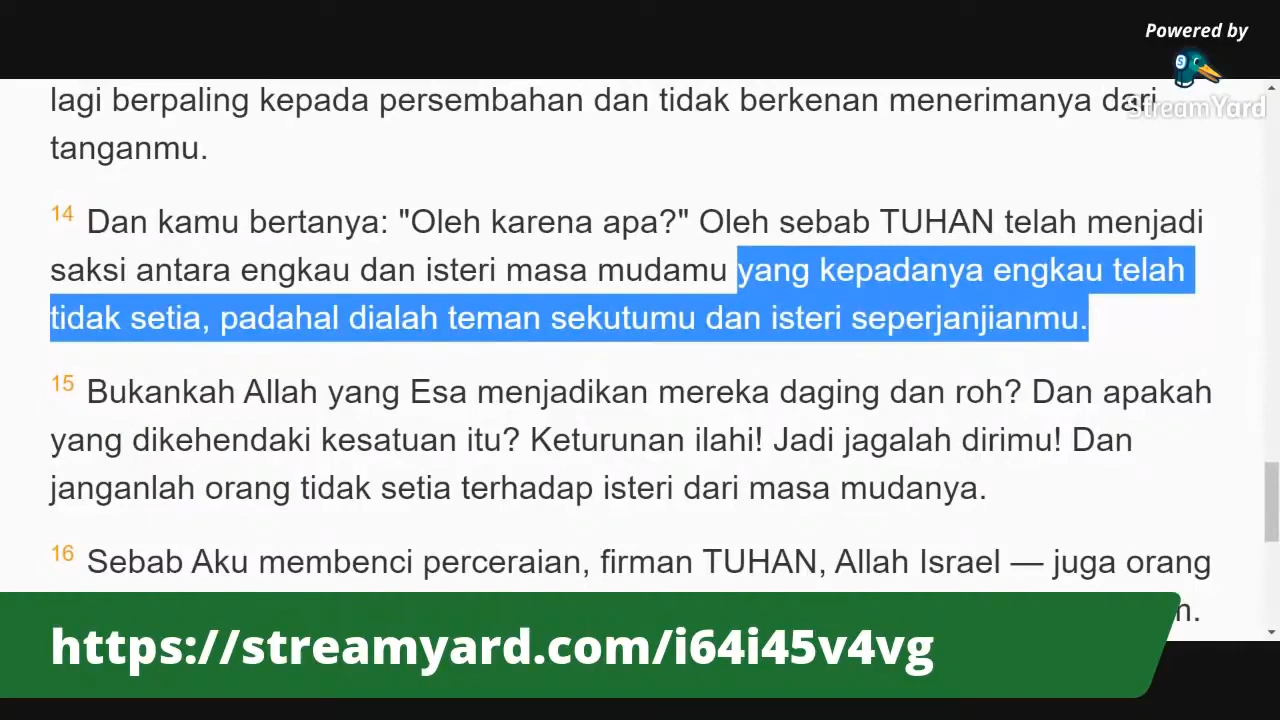 Powered by
StreamYard
lagi berpaling kepada persembahan dan tidak berkenan menerimanya dari
tanganmu.
14 Dan kamu bertanya: "Oleh karena apa?" Oleh sebab TUHAN telah menjadi
saksi antara engkau dan isteri masa mudamu yang kepadanya engkau telah
tidak setia, padahal dialah teman sekutumu dan isteri seperjanjianmu.
15 Bukankah Allah yang Esa menjadikan mereka daging dan roh? Dan apakah
yang dikehendaki kesatuan itu? Keturunan ilahi! Jadi jagalah dirimu! Dan
janganlah orang tidak setia terhadap isteri dari masa mudanya.
16 Sebab Aku membenci perceraian, firman TUHAN, Allah Israel — juga orang
https://streamyard.com/i64i45v4vg